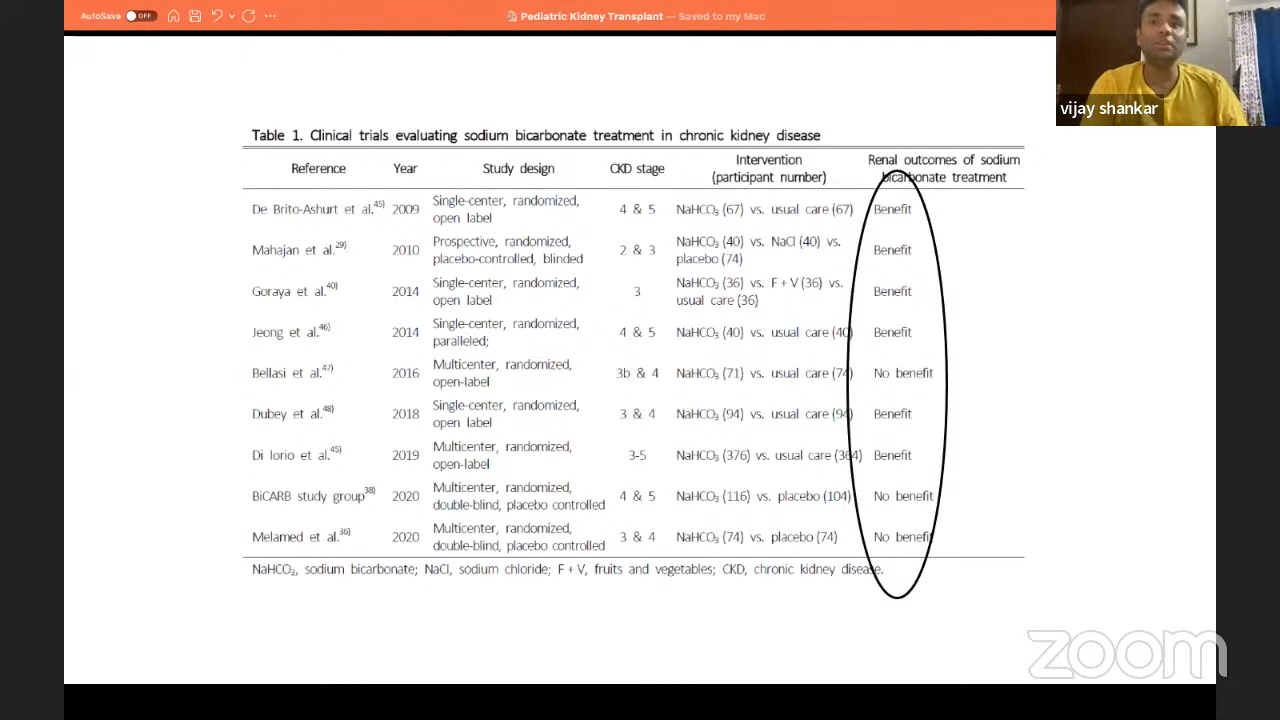 AutoSave OFF
Pediatric Kidney Transplant — Saved to my Mac
vijay shankar
Table 1. Clinical trials evaluating sodium bicarbonate treatment in chronic kidney disease
Reference Year Study design CKD stage Intervention (participant number) Renal outcomes of sodium bicarbonate treatment
De Brito-Ashurt et al.45) 2009 Single-center, randomized, open label 4 & 5 NaHCO₃ (67) vs. usual care (67) Benefit
Mahajan et al.29) 2010 Prospective, randomized, placebo-controlled, blinded 2 & 3 NaHCO₃ (40) vs. NaCl (40) vs. placebo (74) Benefit
Goraya et al.40) 2014 Single-center, randomized, open label 3 NaHCO₃ (36) vs. F + V (36) vs. usual care (36) Benefit
Jeong et al.46) 2014 Single-center, randomized, paralleled; 4 & 5 NaHCO₃ (40) vs. usual care (40) Benefit
Bellasi et al.47) 2016 Multicenter, randomized, open-label 3b & 4 NaHCO₃ (71) vs. usual care (74) No benefit
Dubey et al.48) 2018 Single-center, randomized, open label 3 & 4 NaHCO₃ (94) vs. usual care (94) Benefit
Di Iorio et al.45) 2019 Multicenter, randomized, open-label 3-5 NaHCO₃ (376) vs. usual care (364) Benefit
BiCARB study group38) 2020 Multicenter, randomized, double-blind, placebo controlled 4 & 5 NaHCO₃ (116) vs. placebo (104) No benefit
Melamed et al.36) 2020 Multicenter, randomized, double-blind, placebo controlled 3 & 4 NaHCO₃ (74) vs. placebo (74) No benefit
NaHCO₃, sodium bicarbonate; NaCl, sodium chloride; F + V, fruits and vegetables; CKD, chronic kidney disease.
zoom